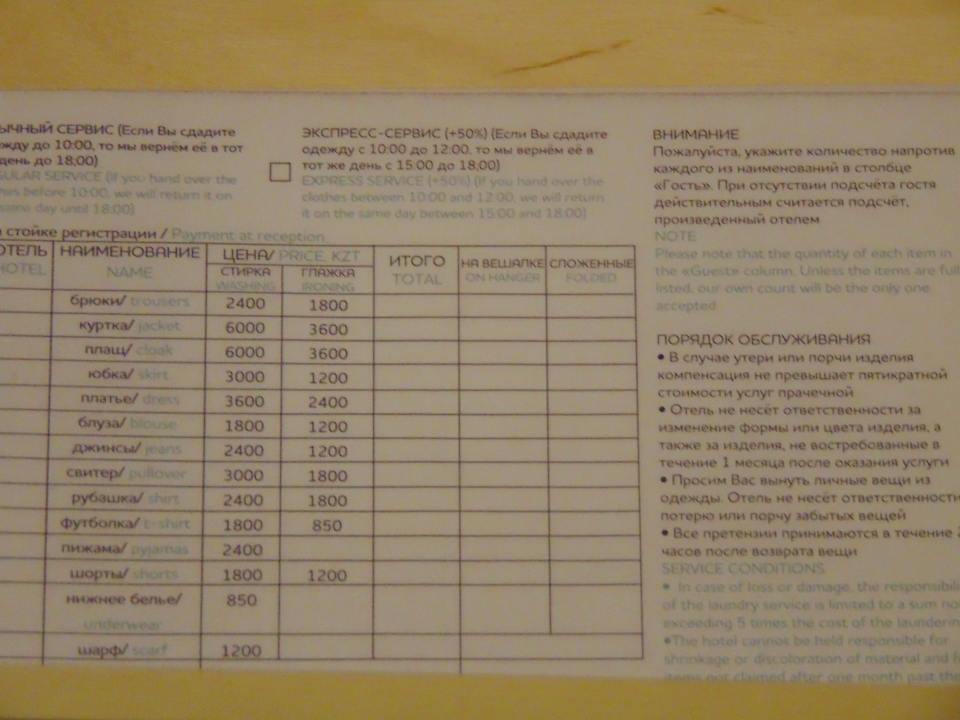 ЫЧНЫЙ СЕРВИС (Если Вы сдадите
жду до 10:00, то мы вернём её в тот
день до 18:00)
GULAR SERVICE (If you hand over the
hes before 10:00, we will return it on
same day until 18:00)
ЭКСПРЕСС-СЕРВИС (+50%) (Если Вы сдадите
одежду с 10:00 до 12:00, то мы вернём её в
тот же день с 15:00 до 18:00)
EXPRESS SERVICE (+50%) (If you hand over the
clothes between 10:00 and 12:00, we will return
it on the same day between 15:00 and 18:00)
стойке регистрации / Payment at reception
ОТЕЛЬ НАИМЕНОВАНИЕ ЦЕНА/ PRICE, KZT ИТОГО НА ВЕШАЛКЕ СЛОЖЕННЫЕ
HOTEL NAME СТИРКА ГЛАЖКА TOTAL ON HANGER FOLDED
WASHING IRONING
брюки/ trousers 2400 1800
куртка/ jacket 6000 3600
плащ/ cloak 6000 3600
юбка/ skirt 3000 1200
платье/ dress 3600 2400
блуза/ blouse 1800 1200
джинсы/ jeans 2400 1200
свитер/ pullover 3000 1800
рубашка/ shirt 2400 1800
футболка/ t-shirt 1800 850
пижама/ pyjamas 2400
шорты/ shorts 1800 1200
нижнее белье/ 850
underwear
шарф/ scarf 1200
ВНИМАНИЕ
Пожалуйста, укажите количество напротив
каждого из наименований в столбце
«Гость». При отсутствии подсчёта гостя
действительным считается подсчёт,
произведенный отелем
NOTE
Please note that the quantity of each item in
the «Guest» column. Unless the items are full
listed, our own count will be the only one
accepted
ПОРЯДОК ОБСЛУЖИВАНИЯ
• В случае утери или порчи изделия
компенсация не превышает пятикратной
стоимости услуг прачечной
• Отель не несёт ответственности за
изменение формы или цвета изделия, а
также за изделия, не востребованные в
течение 1 месяца после оказания услуги
• Просим Вас вынуть личные вещи из
одежды. Отель не несёт ответственности
потерю или порчу забытых вещей
• Все претензии принимаются в течение
часов после возврата вещи
SERVICE CONDITIONS
• In case of loss or damage, the responsibili
of the laundry service is limited to a sum no
exceeding 5 times the cost of the launderin
•The hotel cannot be held responsible for
shrinkage or discoloration of material and
items not claimed after one month past the